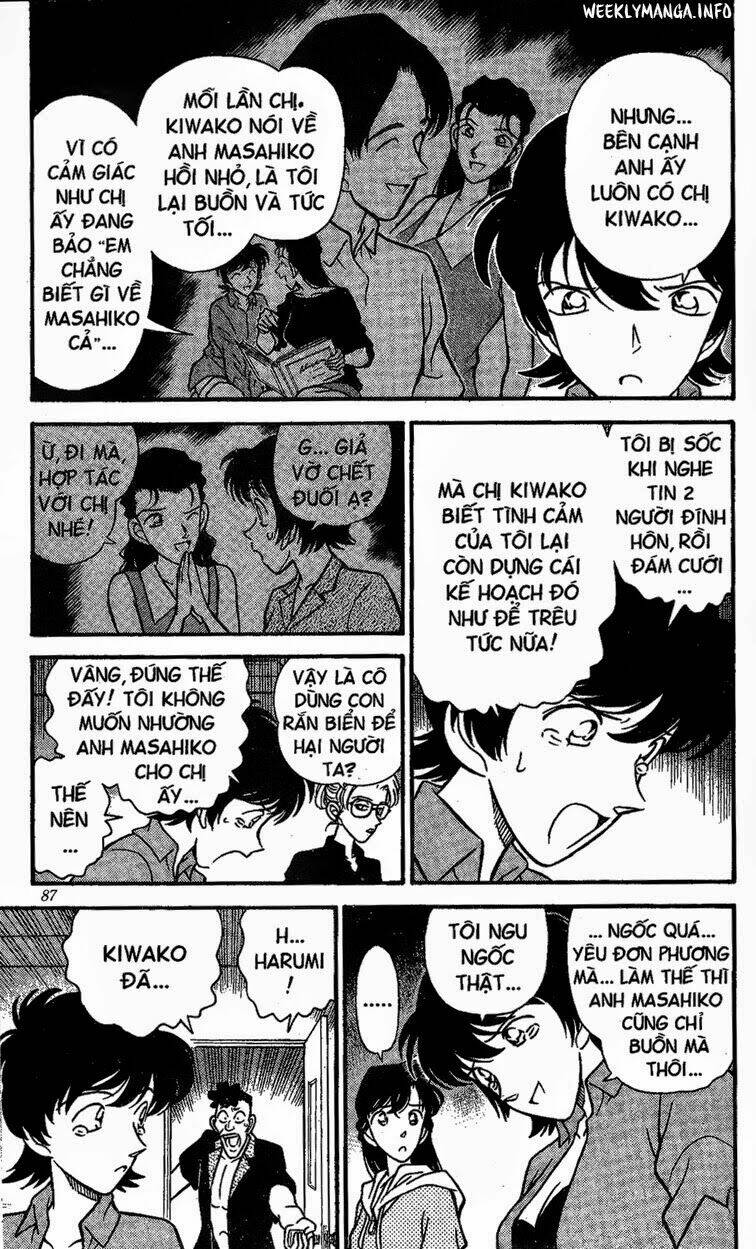 WEEKLYMANGA.INFO
NHƯNG...
BÊN CẠNH
ANH ẤY
LUÔN CÓ CHỊ
KIWAKO...
MỖI LẦN CHỊ
KIWAKO NÓI VỀ
ANH MASAHIKO
HỒI NHỎ, LÀ TÔI
LẠI BUỒN VÀ TỨC
TỐI...
VÌ CÓ
CẢM GIÁC
NHƯ CHỊ
ẤY ĐANG
BẢO "EM
CHẲNG
BIẾT GÌ VỀ
MASAHIKO
CẢ"...
TÔI BỊ SỐC
KHI NGHE
TIN 2
NGƯỜI ĐÍNH
HÔN, RỒI
ĐÁM CƯỚI
...
MÀ CHỊ KIWAKO
BIẾT TÌNH CẢM
CỦA TÔI LẠI
CÒN DỰNG CÁI
KẾ HOẠCH ĐÓ
NHƯ ĐỂ TRÊU
TỨC NỮA!
G... GIẢ
VỜ CHẾT
ĐUỐI Ạ?
Ừ, ĐI MÀ,
HỢP TÁC
VỚI CHỊ
NHÉ!
VẬY LÀ CÔ
DÙNG CON
RẮN BIỂN ĐỂ
HẠI NGƯỜI
TA?
VÂNG, ĐÚNG THẾ
ĐẤY! TÔI KHÔNG
MUỐN NHƯỜNG
ANH MASAHIKO
CHO CHỊ
ẤY...
THẾ
NÊN
...
87
... NGỐC QUÁ...
YÊU ĐƠN PHƯƠNG
MÀ... LÀM THẾ THÌ
ANH MASAHIKO
CŨNG CHỈ
BUỒN MÀ
THÔI...
TÔI NGU
NGỐC
THẬT...
.....
H...
HARUMI
!
KIWAKO
ĐÃ...